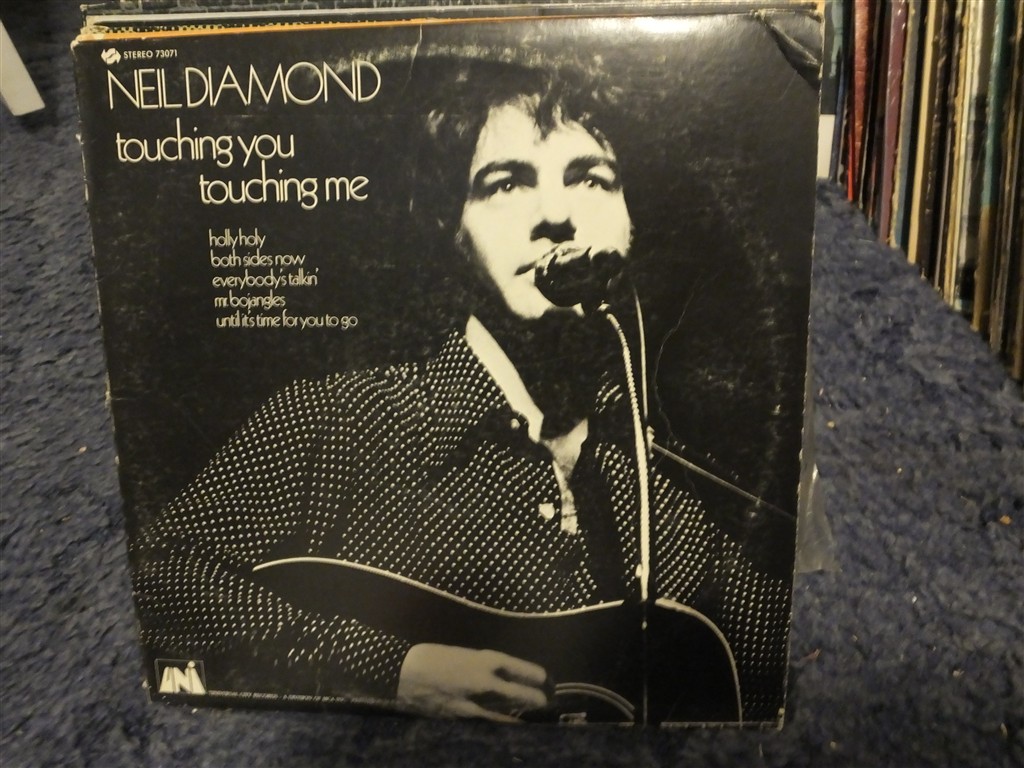 STEREO 73071
NEIL DIAMOND
touching you
touching me
holly holy
both sides now
everybody's talkin'
mr. bojangles
until it's time for you to go
UNI